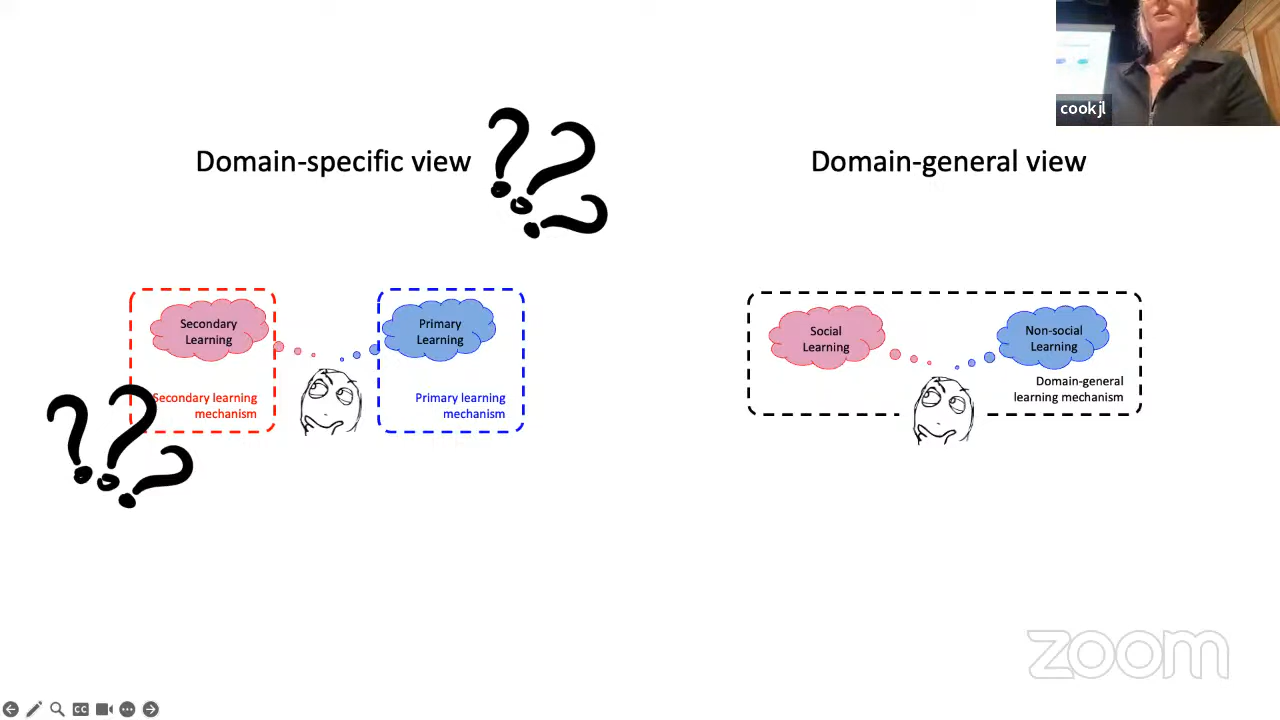 cookjl
Domain-specific view
Domain-general view
Secondary
Learning
Primary
Learning
Secondary learning
mechanism
Primary learning
mechanism
Social
Learning
Non-social
Learning
Domain-general
learning mechanism
???
???
zoom
CC